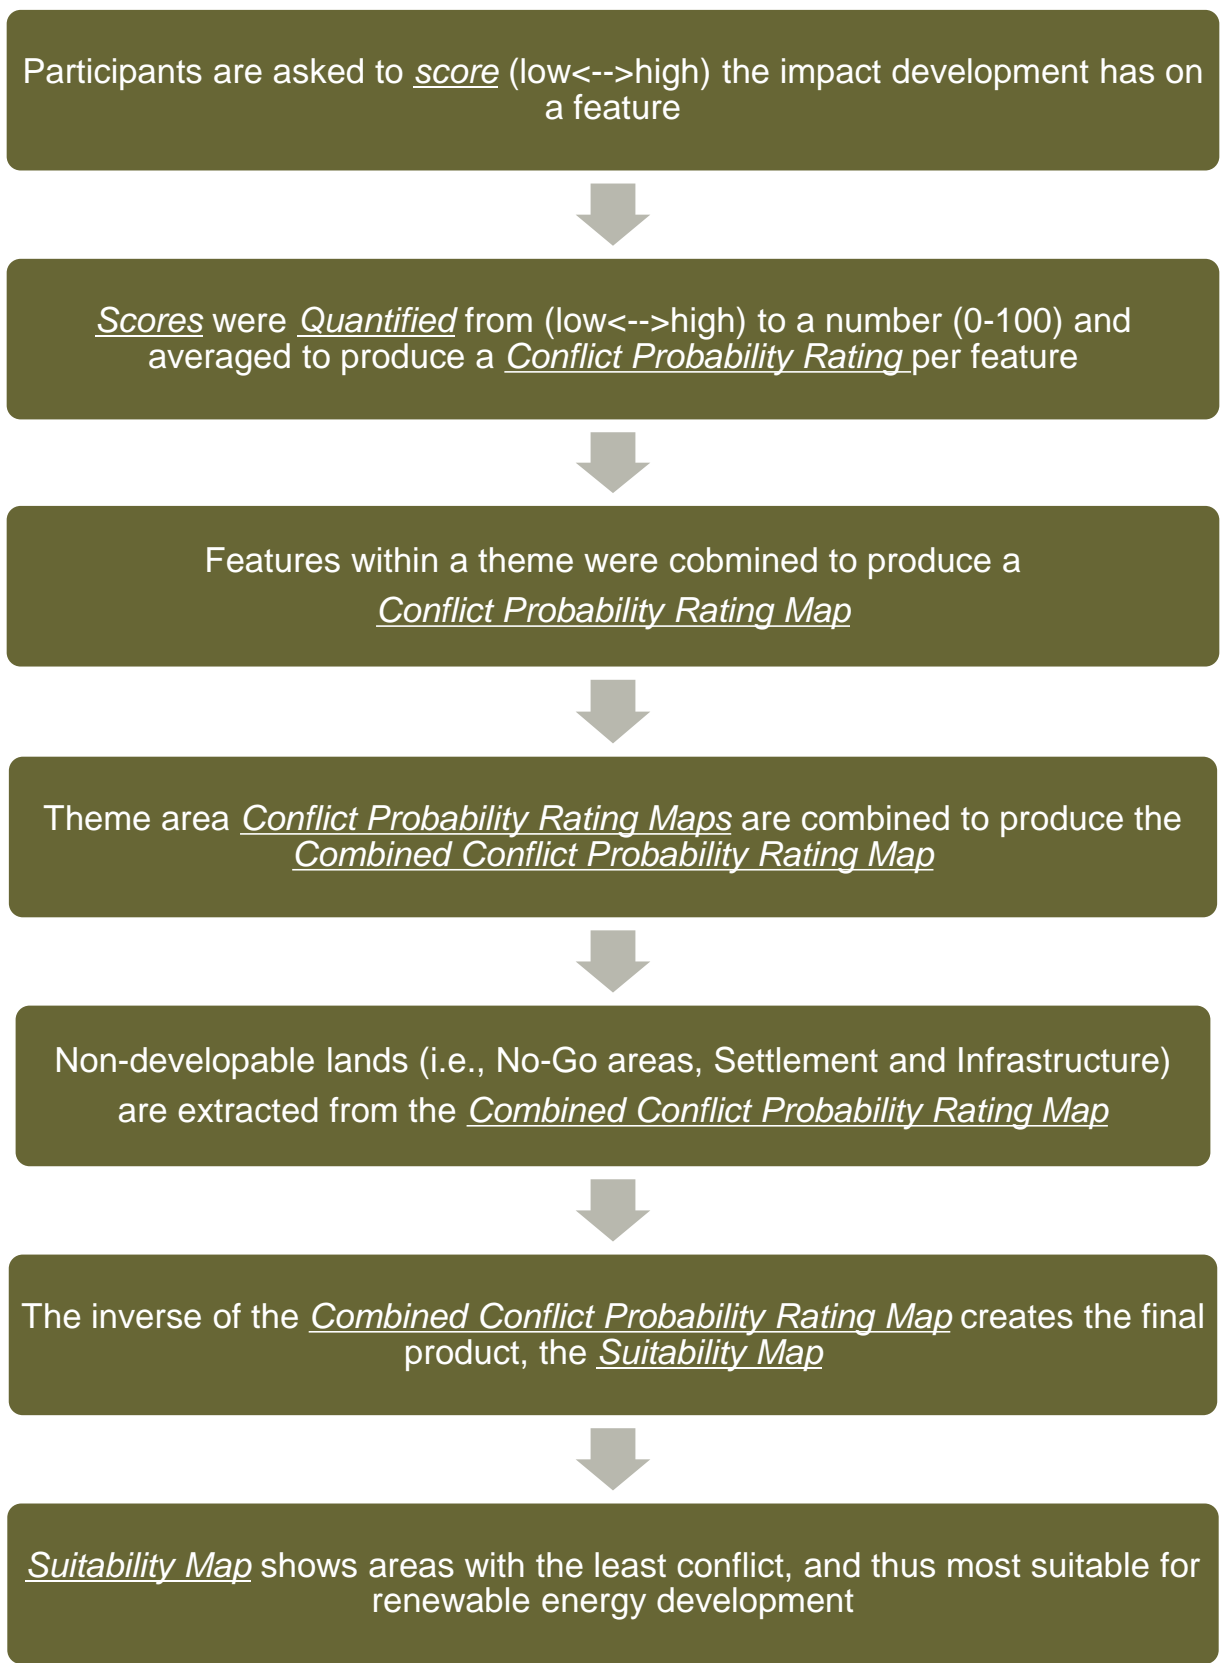 Participants are asked to score (low<-->high) the impact development has on
a feature
Scores were Quantified from (low<-->high) to a number (0-100) and
averaged to produce a Conflict Probability Rating per feature
Features within a theme were cobmined to produce a
Conflict Probability Rating Map
Theme area Conflict Probability Rating Maps are combined to produce the
Combined Conflict Probability Rating Map
Non-developable lands (i.e., No-Go areas, Settlement and Infrastructure)
are extracted from the Combined Conflict Probability Rating Map
The inverse of the Combined Conflict Probability Rating Map creates the final
product, the Suitability Map
Suitability Map shows areas with the least conflict, and thus most suitable for
renewable energy development